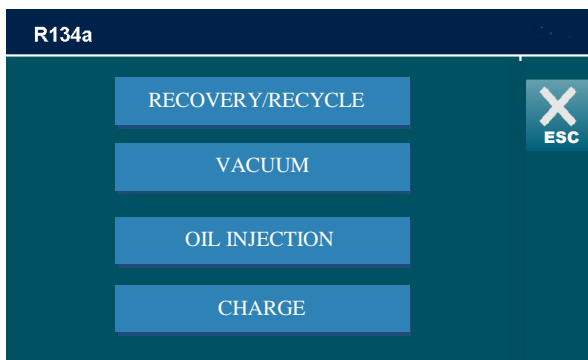 R134a
RECOVERY/RECYCLE
ESC
VACUUM
OIL INJECTION
CHARGE